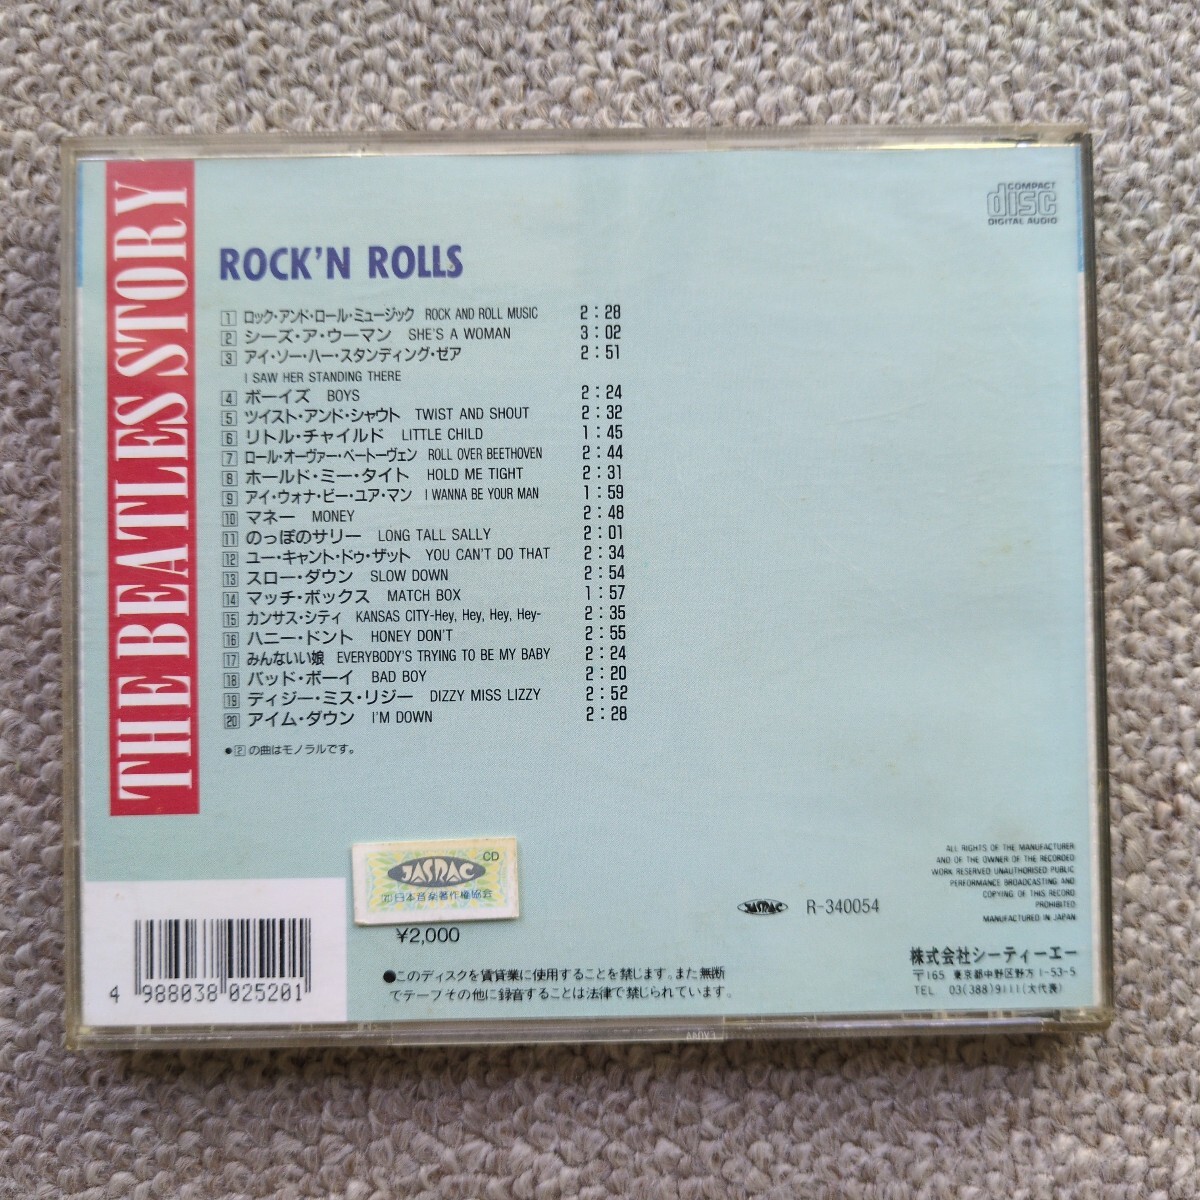 THE BEATLES STORY
COMPACT
disc
DIGITAL AUDIO
ROCK'N ROLLS
1 ロック・アンド・ロール・ミュージック ROCK AND ROLL MUSIC 2:28
2 シーズ・ア・ウーマン SHE'S A WOMAN 3:02
3 アイ・ソー・ハー・スタンディング・ゼア 2:51
I SAW HER STANDING THERE
4 ボーイズ BOYS 2:24
5 ツイスト・アンド・シャウト TWIST AND SHOUT 2:32
6 リトル・チャイルド LITTLE CHILD 1:45
7 ロール・オーヴァー・ベートーヴェン ROLL OVER BEETHOVEN 2:44
8 ホールド・ミー・タイト HOLD ME TIGHT 2:31
9 アイ・ウォナ・ビー・ユア・マン I WANNA BE YOUR MAN 1:59
10 マネー MONEY 2:48
11 のっぽのサリー LONG TALL SALLY 2:01
12 ユー・キャント・ドゥ・ザット YOU CAN'T DO THAT 2:34
13 スロー・ダウン SLOW DOWN 2:54
14 マッチ・ボックス MATCH BOX 1:57
15 カンサス・シティ KANSAS CITY-Hey, Hey, Hey, Hey- 2:35
16 ハニー・ドント HONEY DON'T 2:55
17 みんないい娘 EVERYBODY'S TRYING TO BE MY BABY 2:24
18 バッド・ボーイ BAD BOY 2:20
19 ディジー・ミス・リジー DIZZY MISS LIZZY 2:52
20 アイム・ダウン I'M DOWN 2:28
●2の曲はモノラルです。
CD
JASRAC
¥2,000
●このディスクを賃貸業に使用することを禁じます。また無断
でテープその他に録音することは法律で禁じられています。
4 988038 025201
JASRAC R-340054
ALL RIGHTS OF THE MANUFACTURER
AND OF THE OWNER OF THE RECORDED
WORK RESERVED UNAUTHORISED PUBLIC
PERFORMANCE BROADCASTING AND
COPYING OF THIS RECORD
PROHIBITED
MANUFACTURED IN JAPAN
株式会社シーティーエー
〒165 東京都中野区野方1-53-5
TEL 03(388)9111(大代表)